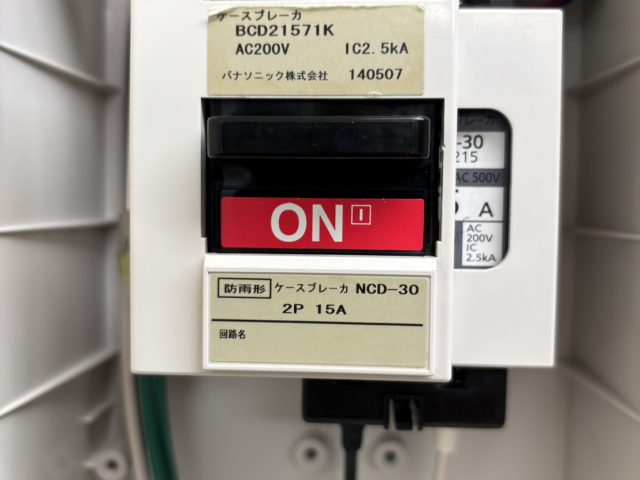 ケースブレーカ
BCD21571K
AC200V IC2.5kA
パナソニック株式会社 140507
ON
防雨形 ケースブレーカ NCD-30
2P 15A
回路名
-30
215
AC 500V
A
AC
200V
IC
2.5kA